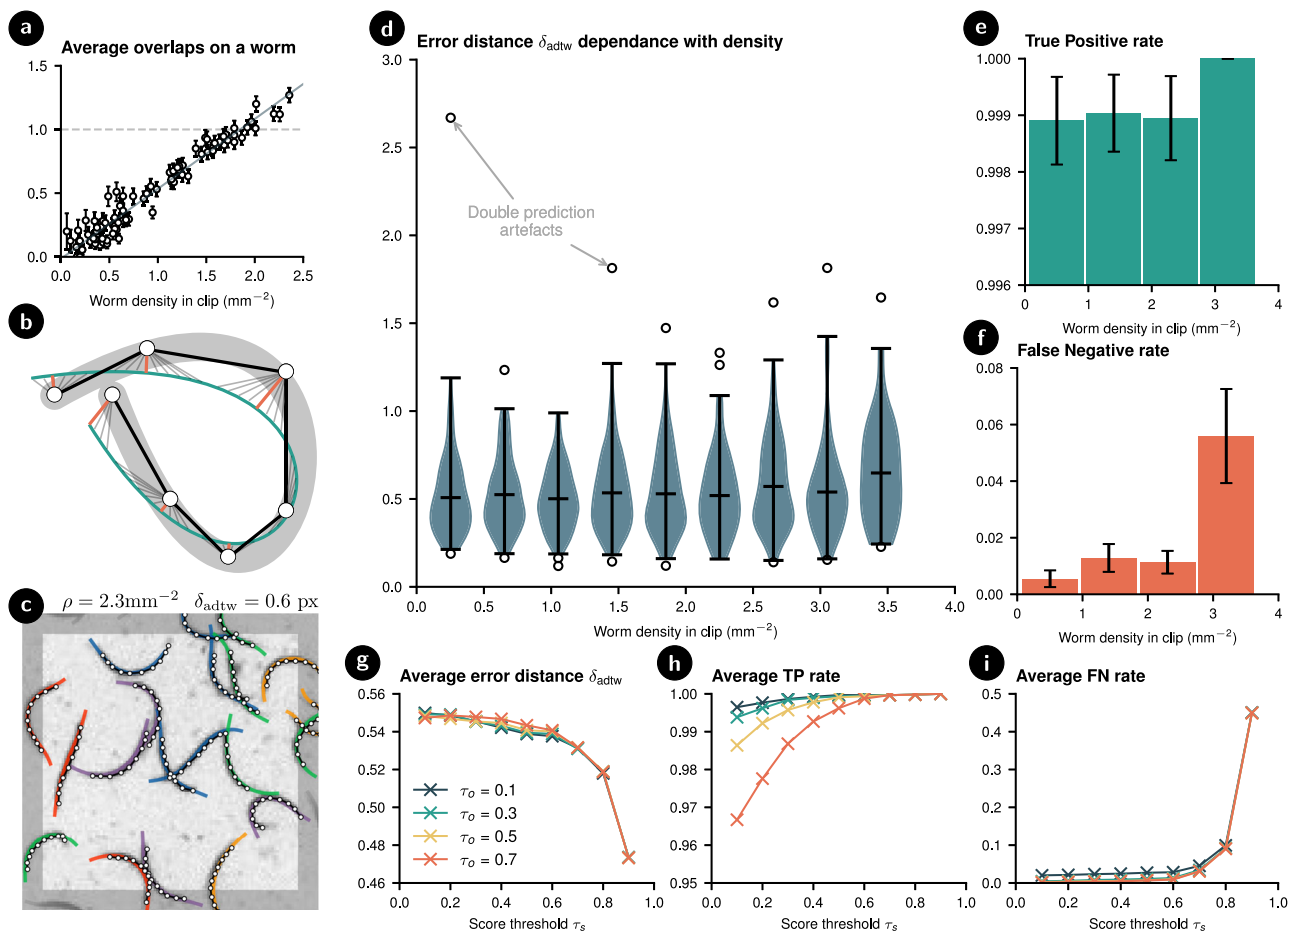 a
Average overlaps on a worm
1.5
1.0
0.5
0.0
0.0 0.5 1.0 1.5 2.0 2.5
Worm density in clip (mm⁻²)
b
c
ρ = 2.3mm⁻² δadtw = 0.6 px
d
Error distance δadtw dependance with density
3.0
2.5
2.0
1.5
1.0
0.5
0.0
Double prediction
artefacts
0.0 0.5 1.0 1.5 2.0 2.5 3.0 3.5 4.0
Worm density in clip (mm⁻²)
e
True Positive rate
1.000
0.999
0.998
0.997
0.996
0 1 2 3 4
Worm density in clip (mm⁻²)
f
False Negative rate
0.08
0.06
0.04
0.02
0.00
0 1 2 3 4
Worm density in clip (mm⁻²)
g
Average error distance δadtw
0.56
0.54
0.52
0.50
0.48
0.46
τo = 0.1
τo = 0.3
τo = 0.5
τo = 0.7
0.0 0.2 0.4 0.6 0.8 1.0
Score threshold τs
h
Average TP rate
1.00
0.99
0.98
0.97
0.96
0.95
0.0 0.2 0.4 0.6 0.8 1.0
Score threshold τs
i
Average FN rate
0.5
0.4
0.3
0.2
0.1
0.0
0.0 0.2 0.4 0.6 0.8 1.0
Score threshold τs